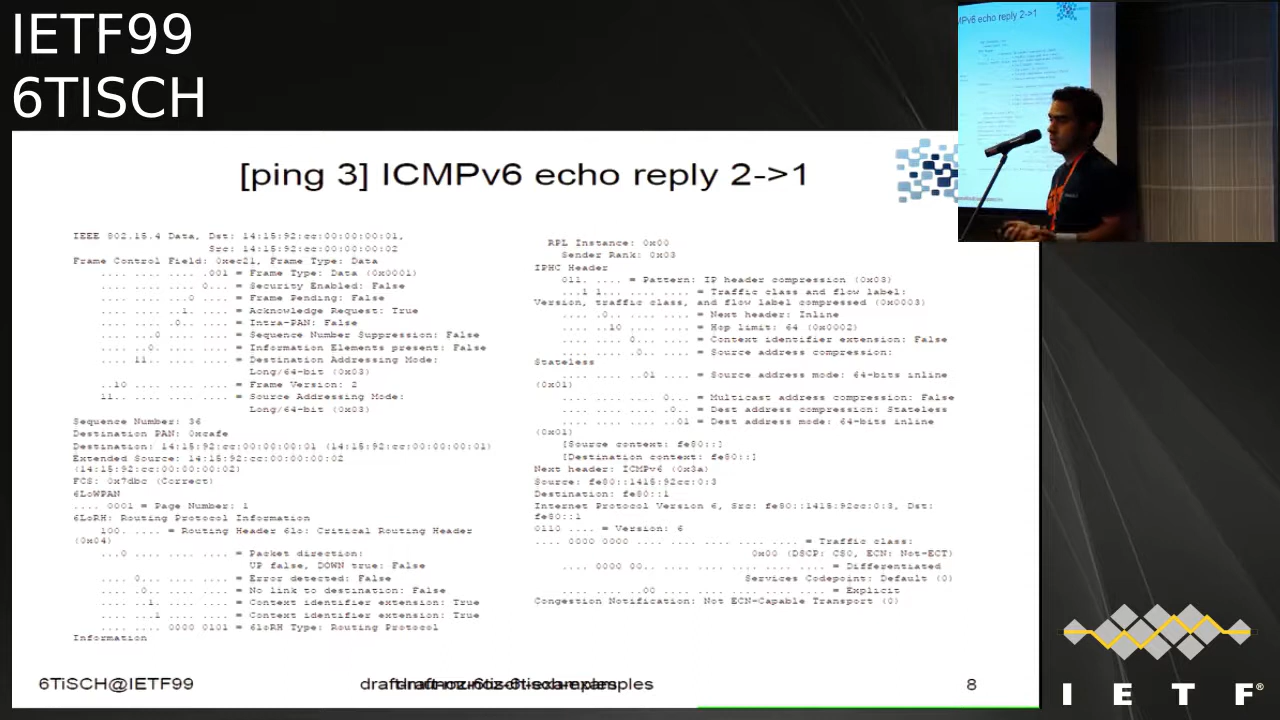 IETF99
6TISCH
[ping 3] ICMPv6 echo reply 2->1
IEEE 802.15.4 Data, Dst: 14:15:92:cc:00:00:00:01,
Src: 14:15:92:cc:00:00:00:02
Frame Control Field: 0xec21, Frame Type: Data
.... .... .... .001 = Frame Type: Data (0x0001)
.... .... .... 0... = Security Enabled: False
.... .... ...0 .... = Frame Pending: False
.... .... ..1. .... = Acknowledge Request: True
.... .... .0.. .... = Intra-PAN: False
.... ...0 .... .... = Sequence Number Suppression: False
.... ..0. .... .... = Information Elements present: False
.... 11.. .... .... = Destination Addressing Mode:
Long/64-bit (0x03)
..10 .... .... .... = Frame Version: 2
11.. .... .... .... = Source Addressing Mode:
Long/64-bit (0x03)
Sequence Number: 36
Destination PAN: 0xcafe
Destination: 14:15:92:cc:00:00:00:01 (14:15:92:cc:00:00:00:01)
Extended Source: 14:15:92:cc:00:00:00:02
(14:15:92:cc:00:00:00:02)
FCS: 0x7dbc (Correct)
6LoWPAN
.... 0001 = Page Number: 1
6LoRH: Routing Protocol Information
100. .... .... .... = Routing Header 6lo: Critical Routing Header
(0x04)
...0 .... .... .... = Packet direction:
UP false, DOWN true: False
.... 0... .... .... = Error detected: False
.... .0.. .... .... = No link to destination: False
.... ..1. .... .... = Context identifier extension: True
.... ...1 .... .... = Context identifier extension: True
.... .... 0000 0101 = 6loRH Type: Routing Protocol
Information
RPL Instance: 0x00
Sender Rank: 0x03
IPHC Header
011. .... = Pattern: IP header compression (0x03)
...1 1... .... .... = Traffic class and flow label:
Version, traffic class, and flow label compressed (0x0003)
.... .0.. .... .... = Next header: Inline
.... ..10 .... .... = Hop limit: 64 (0x0002)
.... .... 0... .... = Context identifier extension: False
.... .... .0.. .... = Source address compression:
Stateless
.... .... ..01 .... = Source address mode: 64-bits inline
(0x01)
.... .... .... 0... = Multicast address compression: False
.... .... .... .0.. = Dest address compression: Stateless
.... .... .... ..01 = Dest address mode: 64-bits inline
(0x01)
[Source context: fe80::]
[Destination context: fe80::]
Next header: ICMPv6 (0x3a)
Source: fe80::1415:92cc:0:3
Destination: fe80::1
Internet Protocol Version 6, Src: fe80::1415:92cc:0:3, Dst:
fe80::1
0110 .... = Version: 6
.... 0000 0000 .... .... .... .... .... = Traffic class:
0x00 (DSCP: CS0, ECN: Not-ECT)
.... 0000 00.. .... .... .... .... .... = Differentiated
Services Codepoint: Default (0)
.... .... ..00 .... .... .... .... .... = Explicit
Congestion Notification: Not ECN-Capable Transport (0)
6TiSCH@IETF99
8
echo reply 2->1
I E T F®